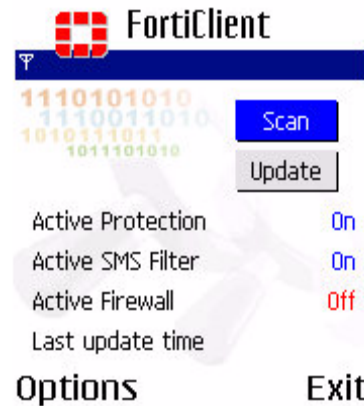 FortiClient
1110101010
1110011010
1010111011
1011101010
Scan
Update
Active Protection On
Active SMS Filter On
Active Firewall Off
Last update time
Options Exit